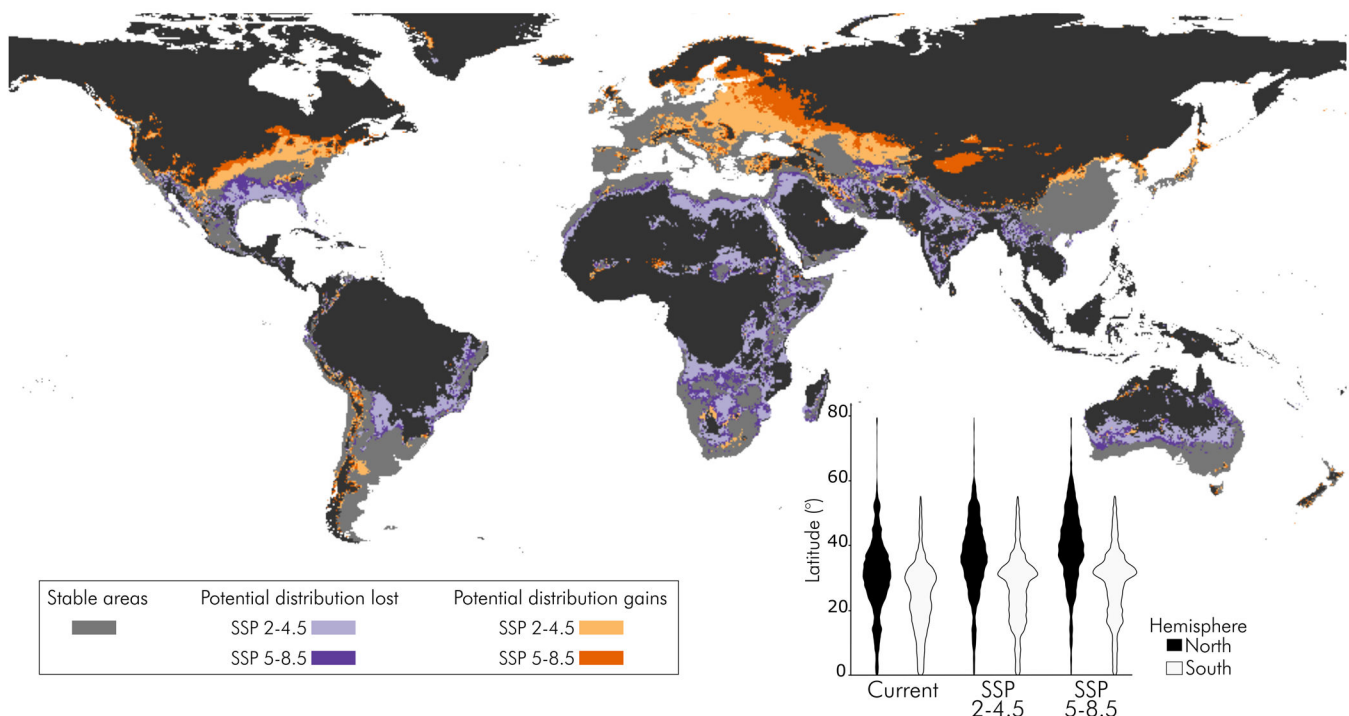 80
60
Latitude (°)
40
20
0
Current
SSP
2-4.5
SSP
5-8.5
Hemisphere
North
South
Stable areas
Potential distribution lost
SSP 2-4.5
SSP 5-8.5
Potential distribution gains
SSP 2-4.5
SSP 5-8.5